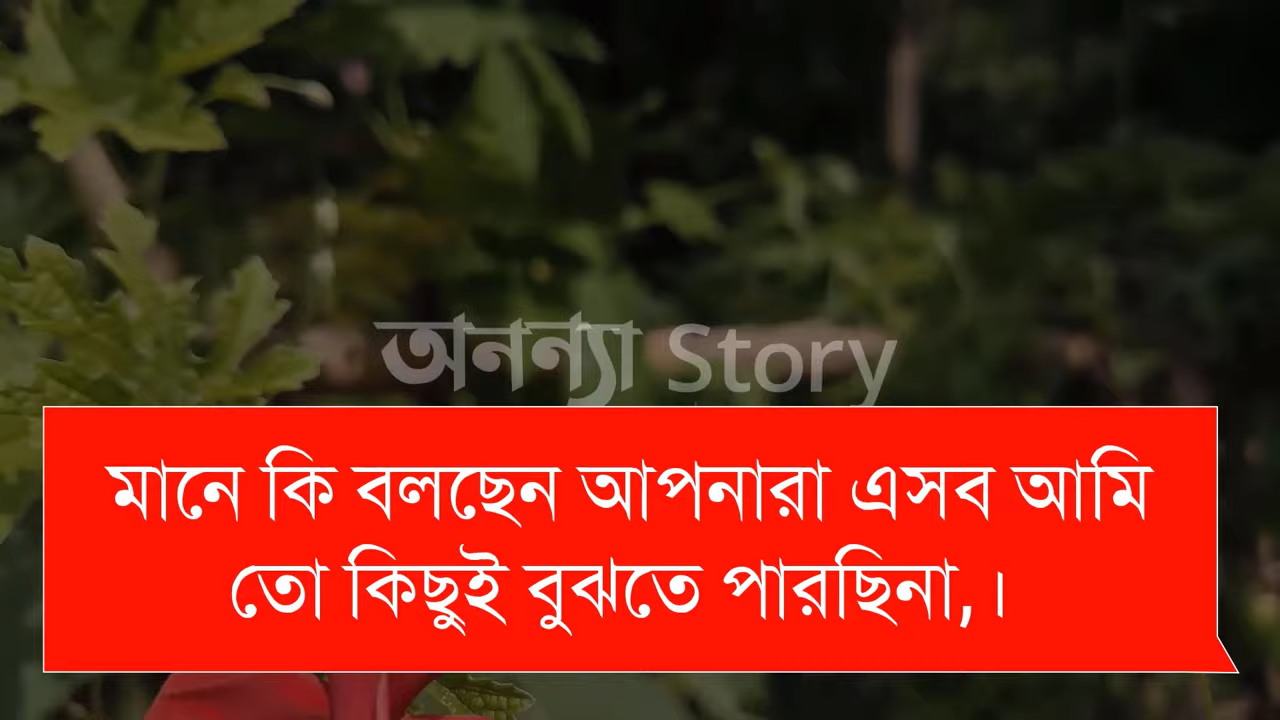 অনন্যা Story
মানে কি বলছেন আপনারা এসব আমি
তো কিছুই বুঝতে পারছিনা,।